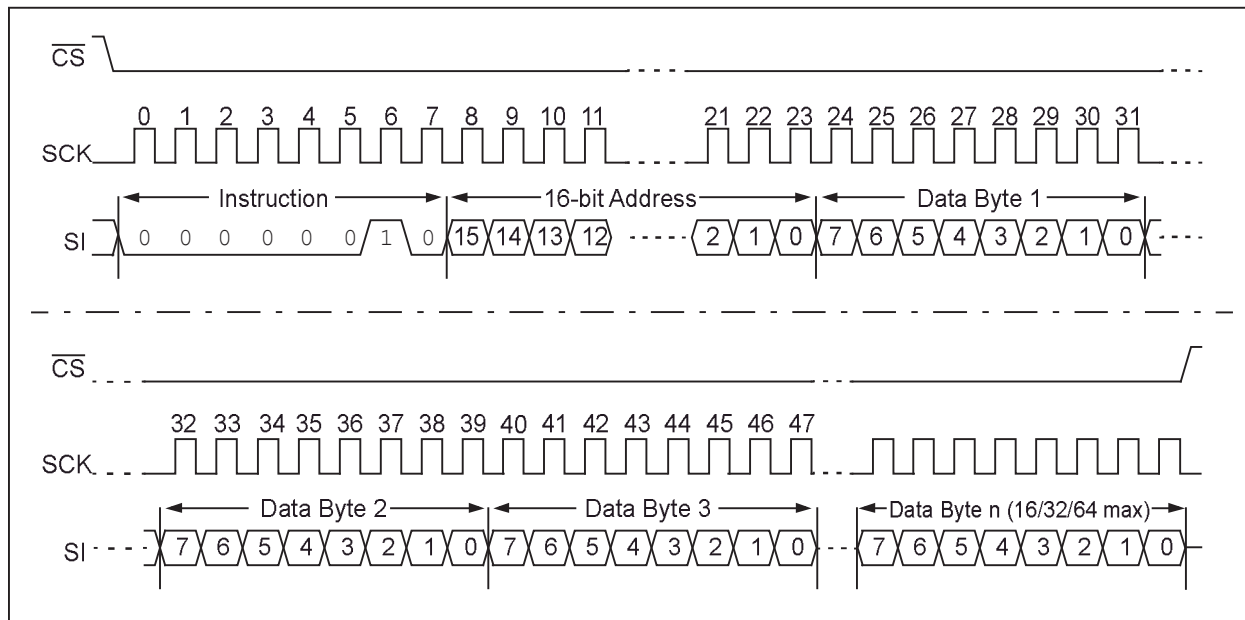 CS
0 1 2 3 4 5 6 7 8 9 10 11 21 22 23 24 25 26 27 28 29 30 31
SCK
Instruction 16-bit Address Data Byte 1
SI 0 0 0 0 0 0 1 0 15 14 13 12 2 1 0 7 6 5 4 3 2 1 0
CS
32 33 34 35 36 37 38 39 40 41 42 43 44 45 46 47
SCK
Data Byte 2 Data Byte 3 Data Byte n (16/32/64 max)
SI 7 6 5 4 3 2 1 0 7 6 5 4 3 2 1 0 7 6 5 4 3 2 1 0